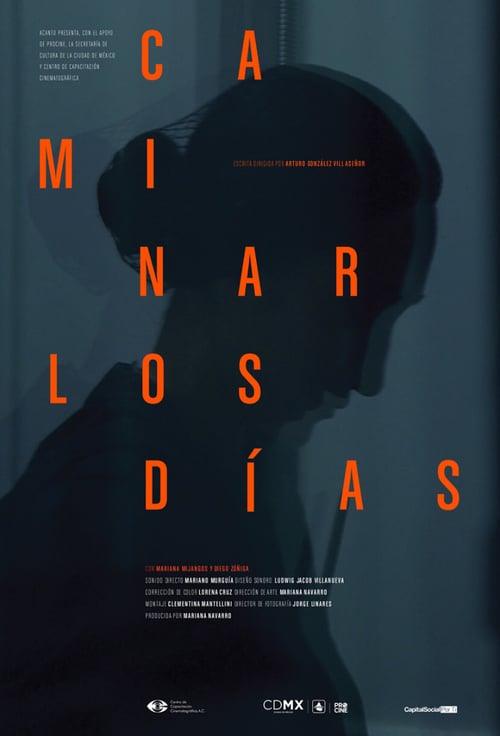 ACANTO PRESENTA, CON EL APOYO
DE PROCINE, LA SECRETARÍA DE
CULTURA DE LA CIUDAD DE MÉXICO
Y CENTRO DE CAPACITACIÓN
CINEMATOGRÁFICA
CA
MI
NAR
LOS
DÍAS
ESCRITA DIRIGIDA POR ARTURO GONZÁLEZ VILLASEÑOR
CON MARIANA MIJANGOS Y DIEGO ZÚÑIGA
SONIDO DIRECTO MARIANO MURGUÍA DISEÑO SONORO LUDWIG JACOB VILLANUEVA
CORRECCIÓN DE COLOR LORENA CRUZ DIRECCIÓN DE ARTE MARIANA NAVARRO
MONTAJE CLEMENTINA MANTELLINI DIRECTOR DE FOTOGRAFÍA JORGE LINARES
PRODUCIDA POR MARIANA NAVARRO
Centro de
Capacitación
Cinematográfica, A.C.
CDMX
PRO
CINE
CapitalSocial Por Ti